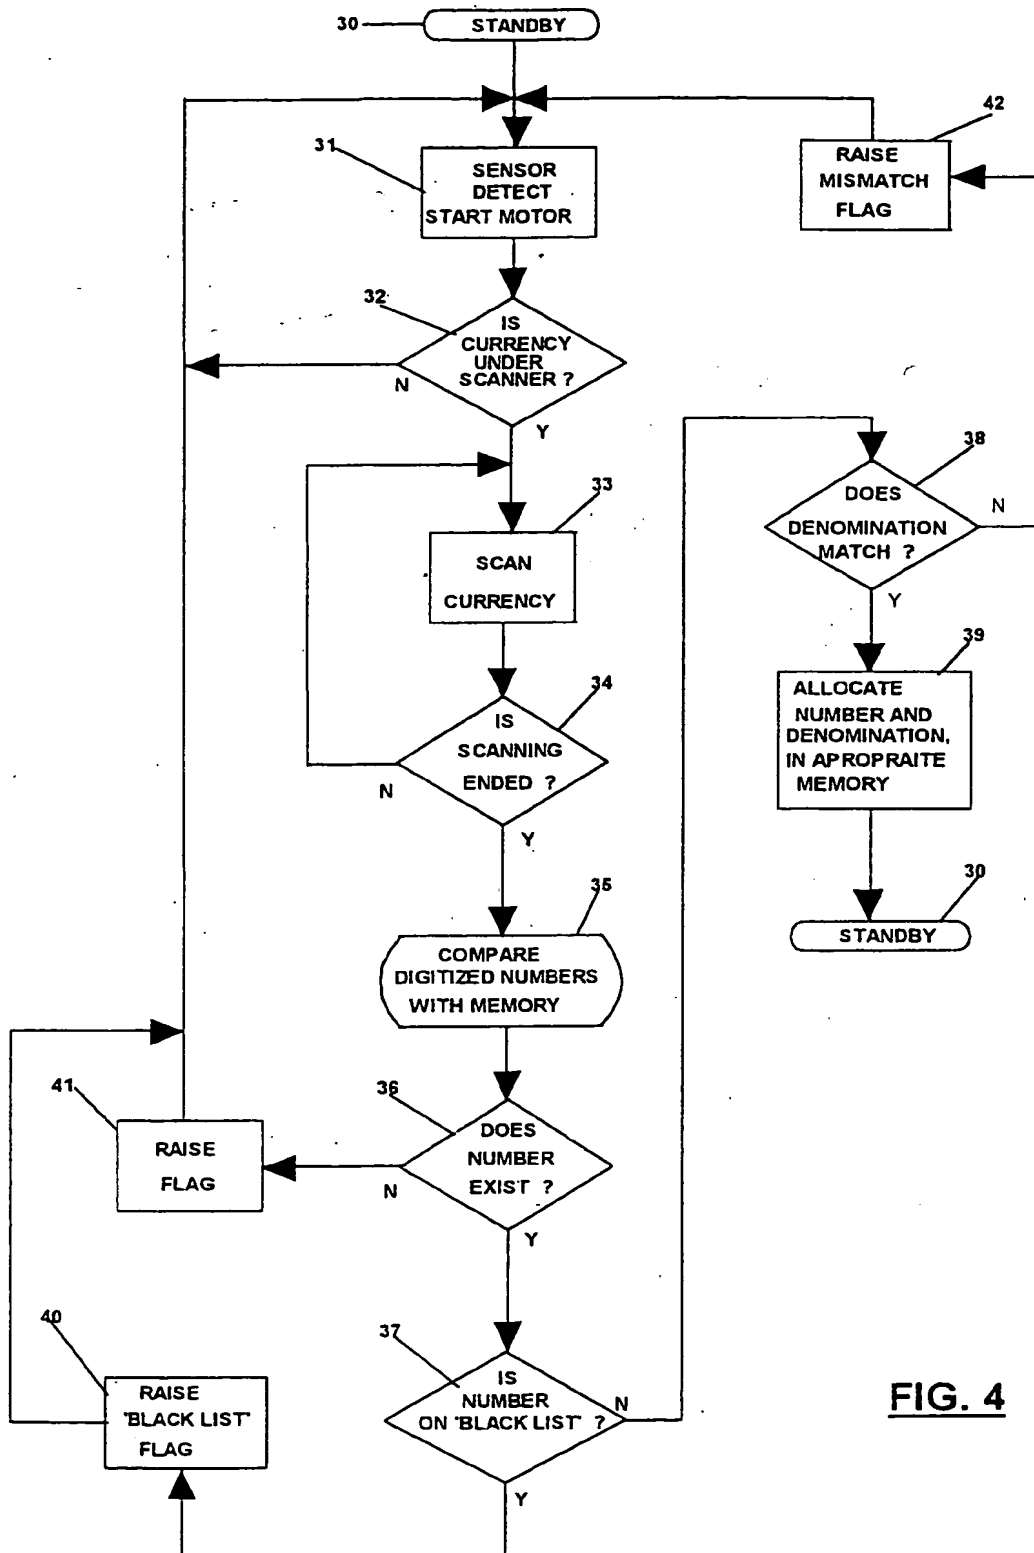 30
STANDBY
42
31
SENSOR
DETECT
START MOTOR
RAISE
MISMATCH
FLAG
32
IS
CURRENCY
UNDER
SCANNER ?
N
Y
38
DOES
DENOMINATION
MATCH ?
N
Y
33
SCAN
CURRENCY
39
ALLOCATE
NUMBER AND
DENOMINATION,
IN APROPRAITE
MEMORY
34
IS
SCANNING
ENDED ?
N
Y
30
STANDBY
35
COMPARE
DIGITIZED NUMBERS
WITH MEMORY
41
RAISE
FLAG
36
DOES
NUMBER
EXIST ?
N
Y
40
RAISE
'BLACK LIST'
FLAG
37
IS
NUMBER
ON 'BLACK LIST' ?
N
Y
FIG. 4